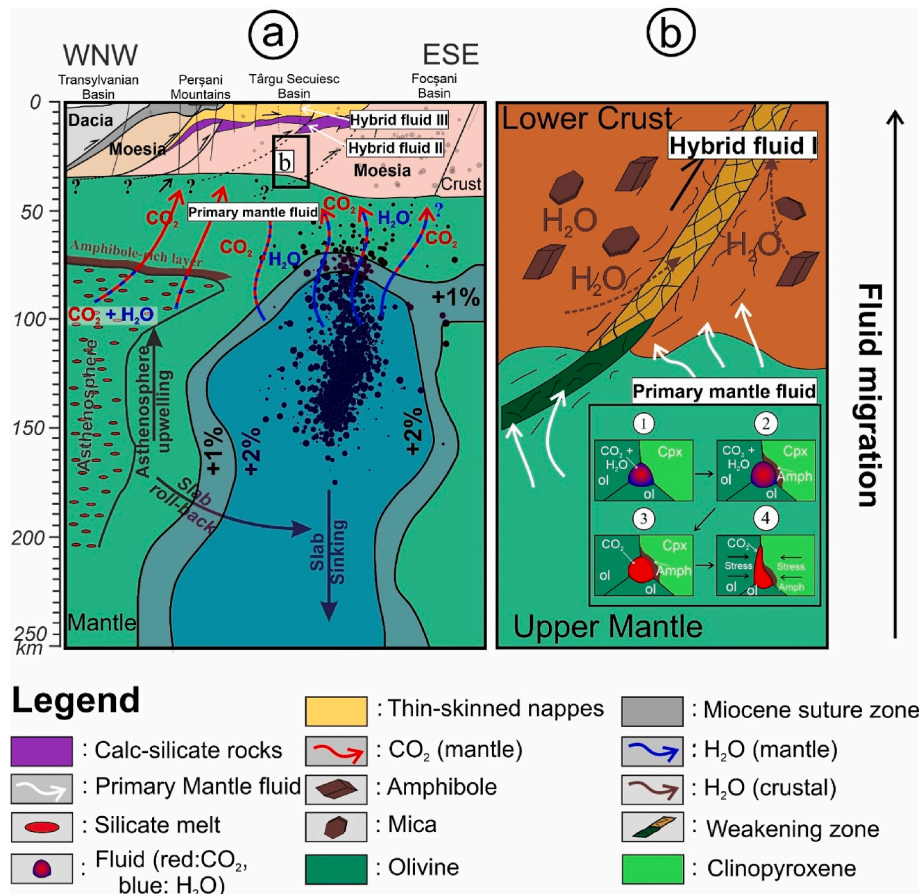 a
b
WNW
ESE
Transylvanian
Basin
Perșani
Mountains
Târgu Secuiesc
Basin
Focșani
Basin
0
50
100
150
200
250
km
Dacia
Moesia
Hybrid fluid III
Hybrid fluid II
b
Moesia
Crust
?
?
?
?
CO₂
Primary mantle fluid
CO₂
H₂O
CO₂
H₂O
CO₂
Amphibole-rich layer
CO₂ + H₂O
+1%
Asthenosphere
Asthenosphere
upwelling
+1%
+2%
+2%
Slab
roll-back
Slab
Sinking
Mantle
Lower Crust
Hybrid fluid I
H₂O
H₂O
H₂O
Primary mantle fluid
1
2
CO₂ +
H₂O
Cpx
ol
ol
CO₂ +
H₂O
Cpx
Amph
ol
ol
3
4
CO₂
Cpx
Amph
ol
ol
CO₂
Cpx
Stress
Stress
ol
ol
Amph
Upper Mantle
Fluid migration
Legend
: Calc-silicate rocks
: Primary Mantle fluid
: Silicate melt
: Fluid (red:CO₂,
blue: H₂O)
: Thin-skinned nappes
: CO₂ (mantle)
: Amphibole
: Mica
: Olivine
: Miocene suture zone
: H₂O (mantle)
: H₂O (crustal)
: Weakening zone
: Clinopyroxene